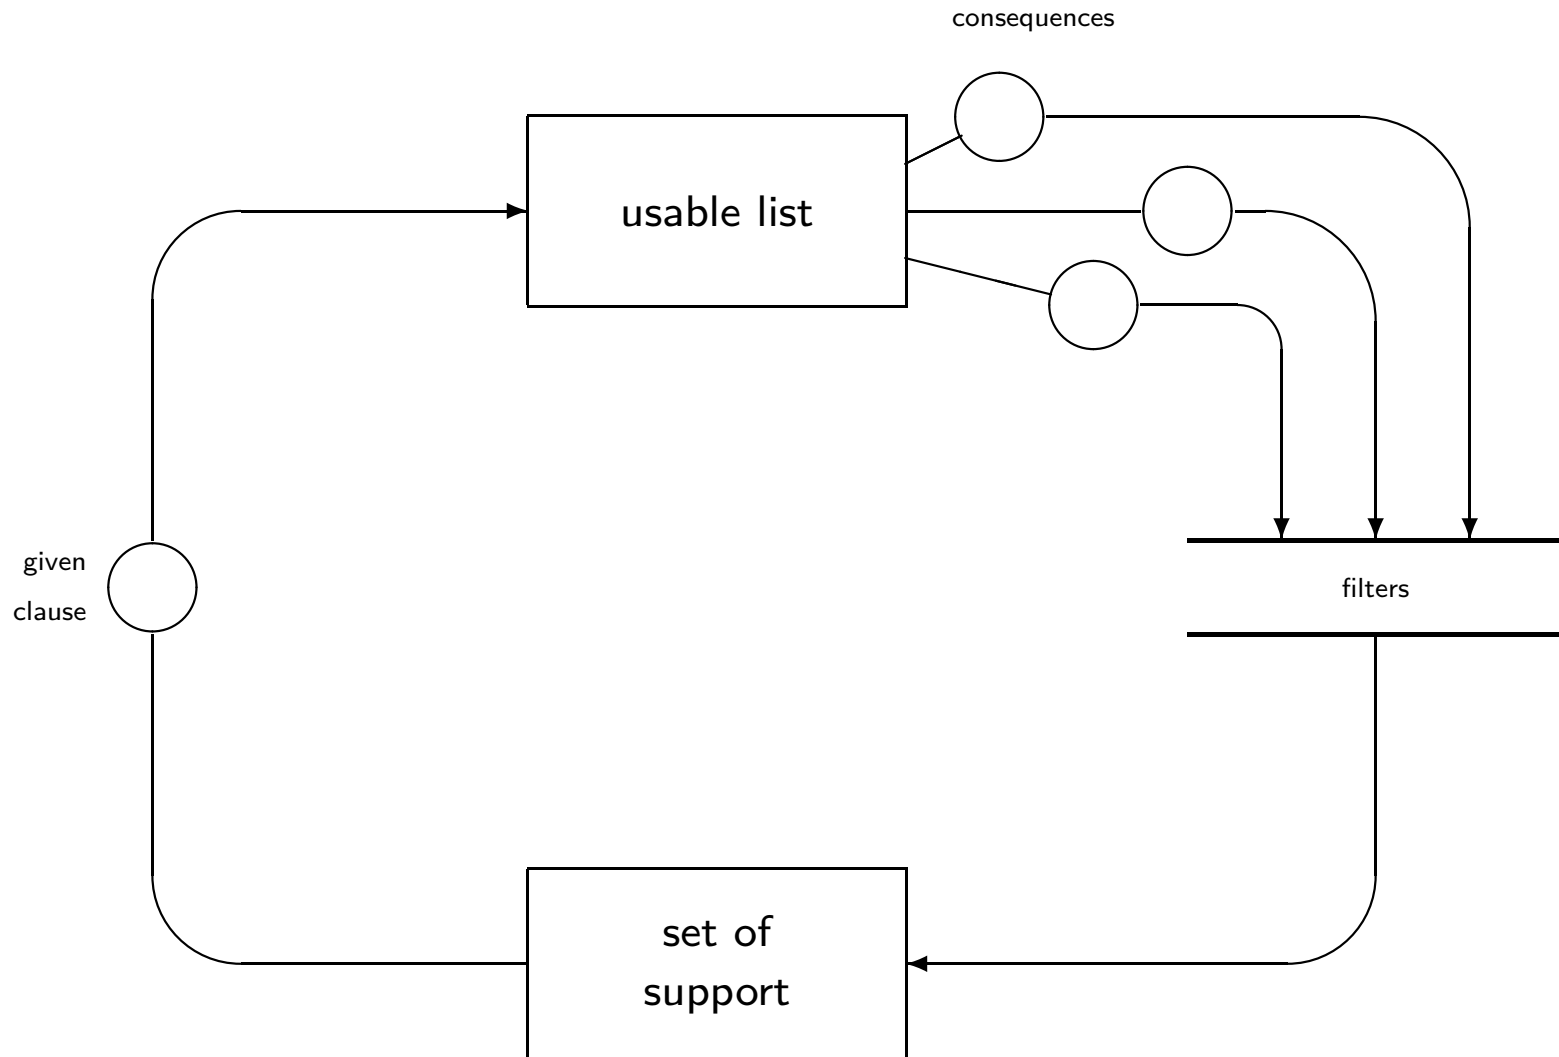 consequences
usable list
given
clause
filters
set of
support